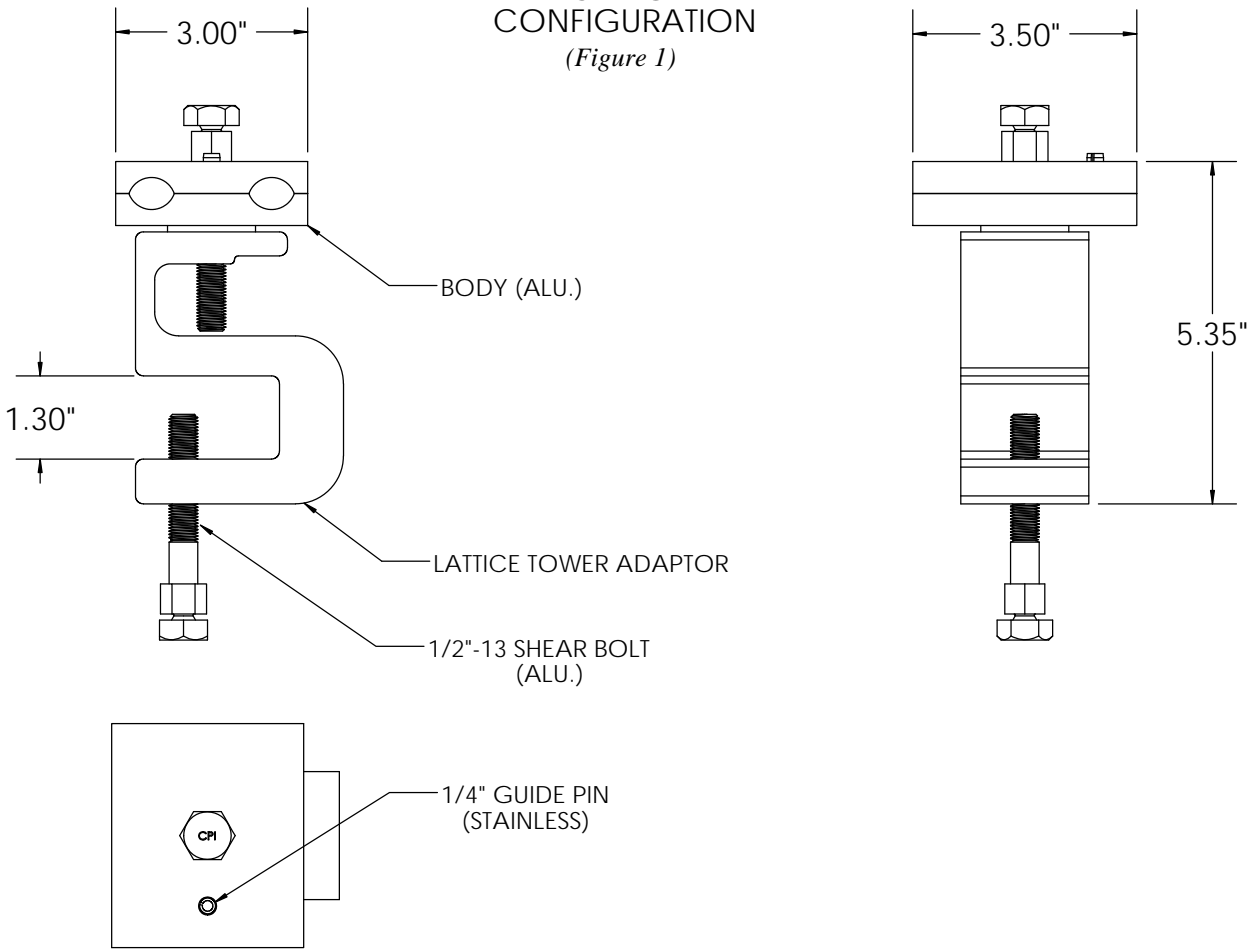 CONFIGURATION
(Figure 1)
3.00"
3.50"
BODY (ALU.)
5.35"
1.30"
LATTICE TOWER ADAPTOR
1/2"-13 SHEAR BOLT
(ALU.)
1/4" GUIDE PIN
(STAINLESS)
CPI